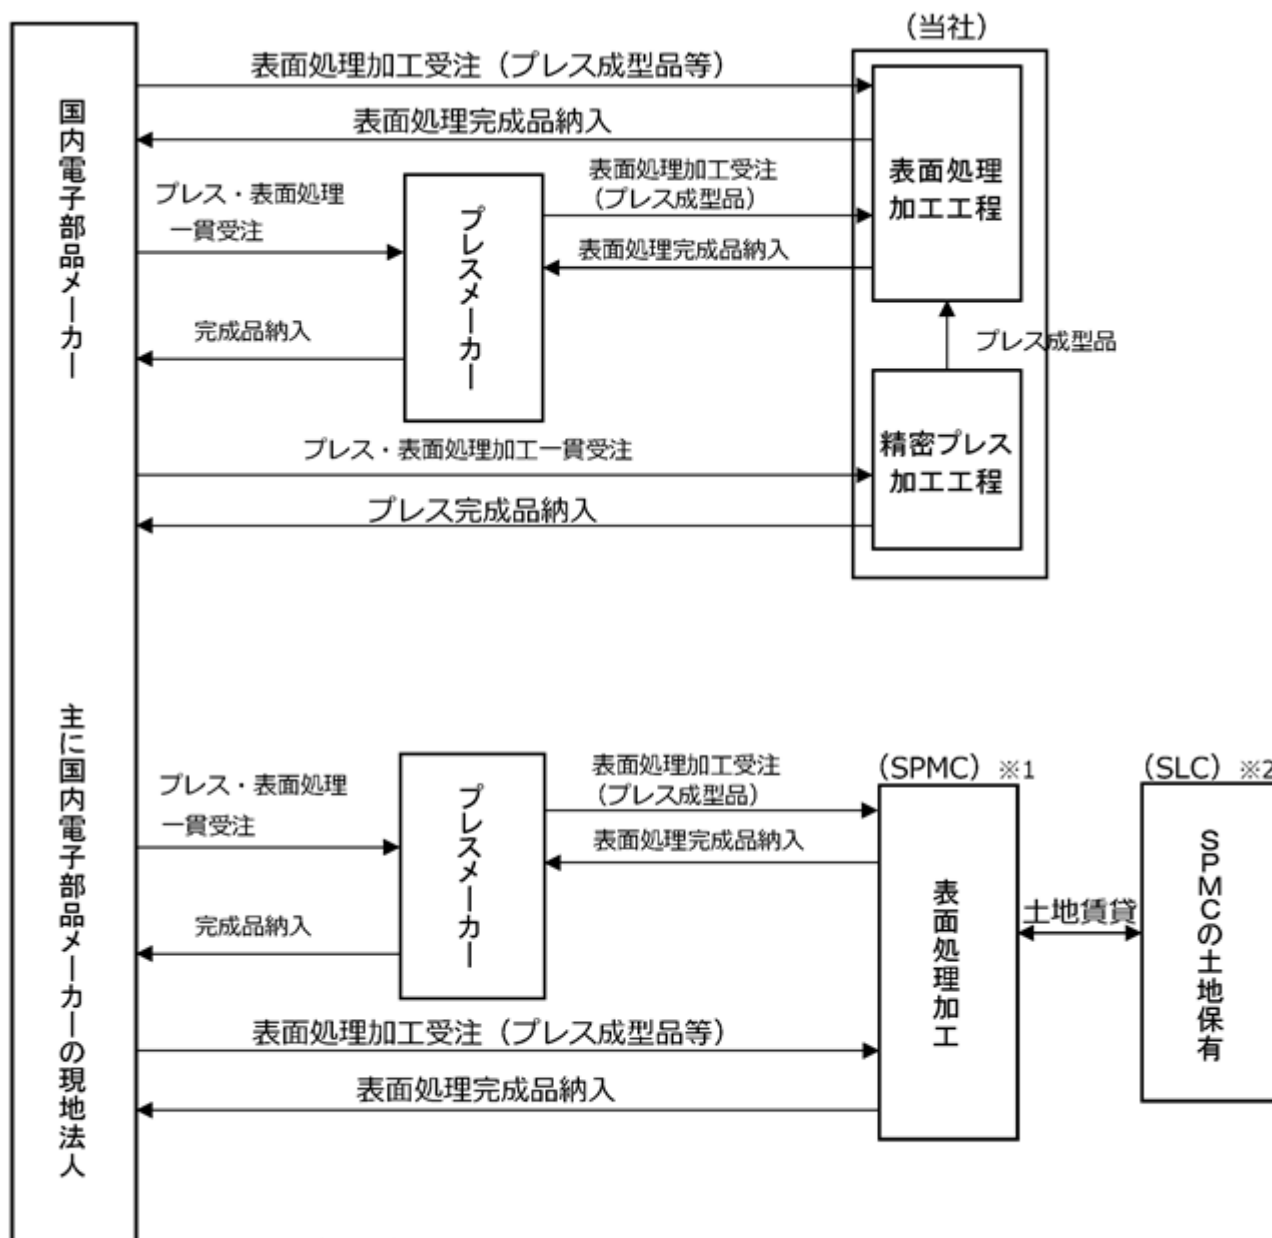 （当社）
表面処理加工受注（プレス成型品等）
表面処理完成品納入
国内電子部品メーカー
プレス・表面処理
一貫受注
プレスメーカー
表面処理加工受注
（プレス成型品）
表面処理完成品納入
表面処理
加工工程
完成品納入
プレス成型品
プレス・表面処理加工一貫受注
精密プレス
加工工程
プレス完成品納入
主に国内電子部品メーカーの現地法人
プレス・表面処理
一貫受注
プレスメーカー
表面処理加工受注
（プレス成型品）
表面処理完成品納入
（SPMC）※1
（SLC）※2
完成品納入
表面処理加工
土地賃貸
SPMCの土地保有
表面処理加工受注（プレス成型品等）
表面処理完成品納入